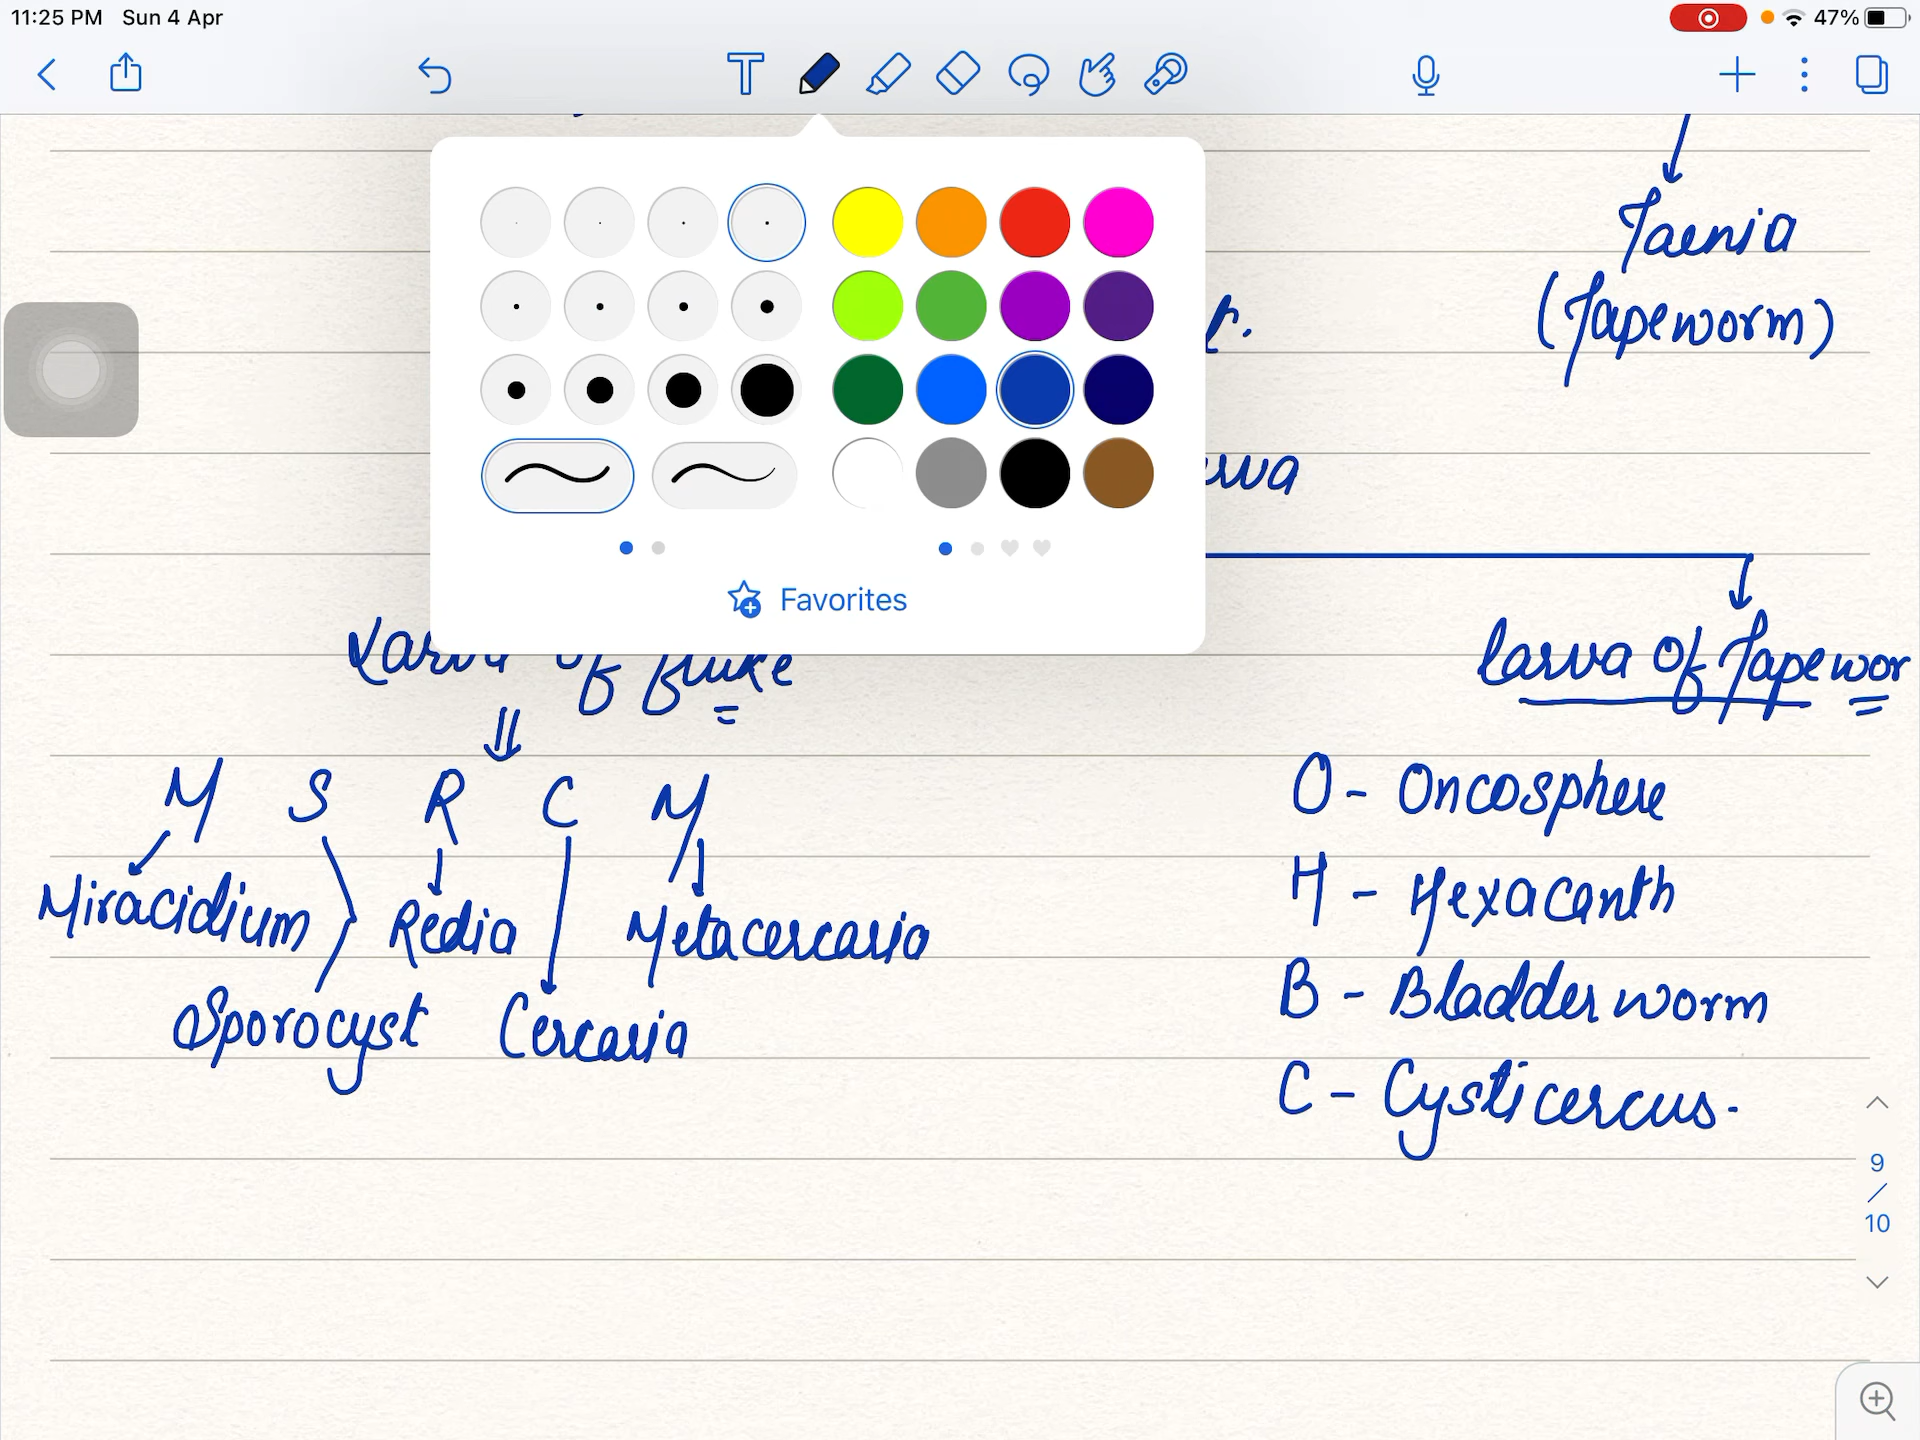 11:25 PM Sun 4 Apr
47%
T
Taenia
(Tapeworm)
Favorites
of fluke
larva of Tapewor
M S R C M
O - Oncosphere
Miracidium Redia Metacercaria
H - Hexacanth
Sporocyst Cercaria
B - Bladder worm
C - Cysticercus.
9
/
10